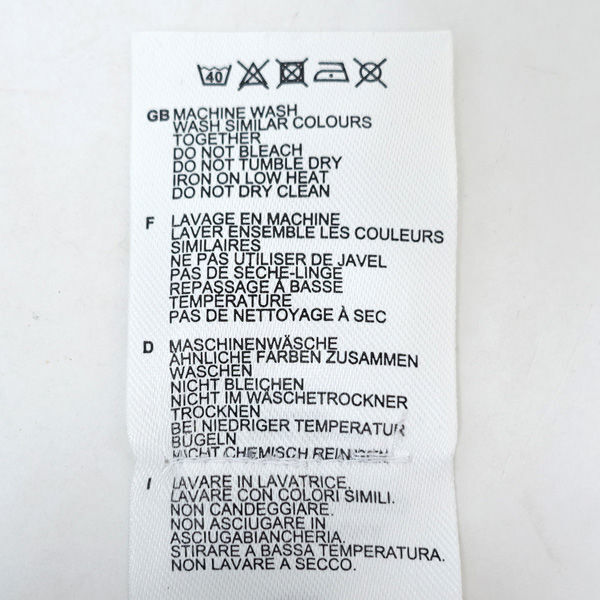 40
GB MACHINE WASH
WASH SIMILAR COLOURS
TOGETHER
DO NOT BLEACH
DO NOT TUMBLE DRY
IRON ON LOW HEAT
DO NOT DRY CLEAN
F LAVAGE EN MACHINE
LAVER ENSEMBLE LES COULEURS
SIMILAIRES
NE PAS UTILISER DE JAVEL
PAS DE SÈCHE-LINGE
REPASSAGE À BASSE
TEMPÉRATURE
PAS DE NETTOYAGE À SEC
D MASCHINENWÄSCHE
ÄHNLICHE FARBEN ZUSAMMEN
WASCHEN
NICHT BLEICHEN
NICHT IM WÄSCHETROCKNER
TROCKNEN
BEI NIEDRIGER TEMPERATUR
BÜGELN
NICHT CHEMISCH REINIGEN
I LAVARE IN LAVATRICE.
LAVARE CON COLORI SIMILI.
NON CANDEGGIARE.
NON ASCIUGARE IN
ASCIUGABIANCHERIA.
STIRARE A BASSA TEMPERATURA.
NON LAVARE A SECCO.